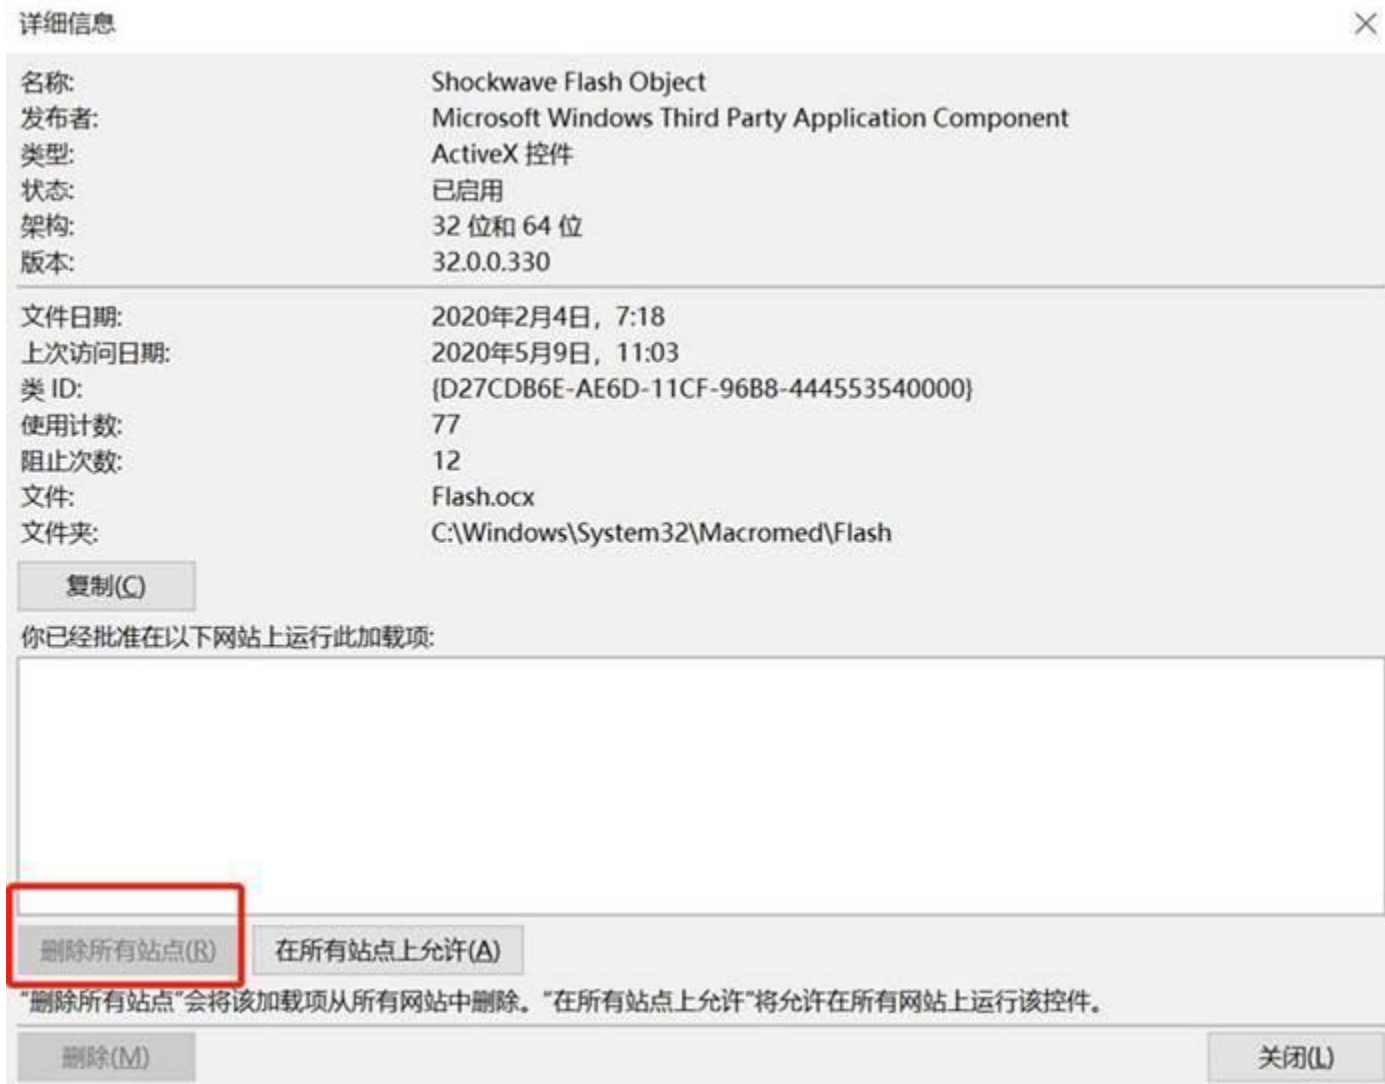 详细信息
名称: Shockwave Flash Object
发布者: Microsoft Windows Third Party Application Component
类型: ActiveX 控件
状态: 已启用
架构: 32 位和 64 位
版本: 32.0.0.330
文件日期: 2020年2月4日，7:18
上次访问日期: 2020年5月9日，11:03
类 ID: {D27CDB6E-AE6D-11CF-96B8-444553540000}
使用计数: 77
阻止次数: 12
文件: Flash.ocx
文件夹: C:\Windows\System32\Macromed\Flash
复制(C)
你已经批准在以下网站上运行此加载项:
删除所有站点(R) 在所有站点上允许(A)
"删除所有站点"会将该加载项从所有网站中删除。"在所有站点上允许"将允许在所有网站上运行该控件。
删除(M) 关闭(L)